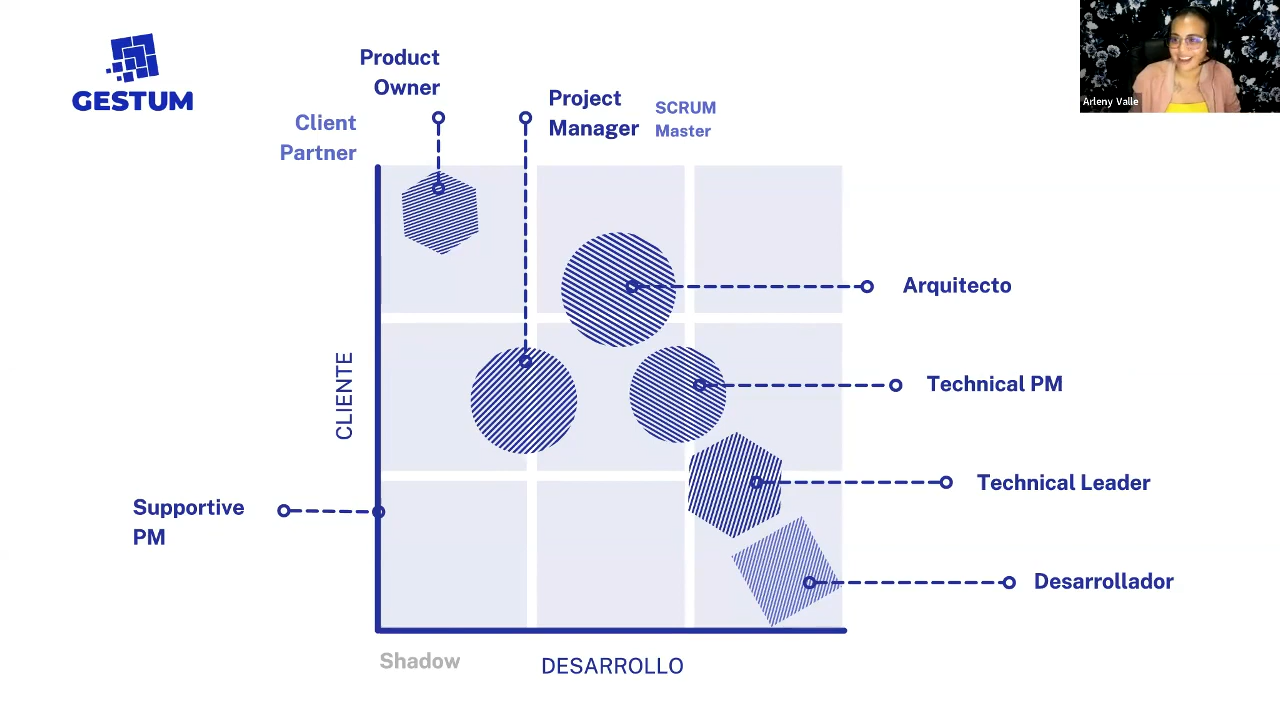 GESTUM
Product
Owner
Client
Partner
Project
Manager
SCRUM
Master
Arleny Valle
Arquitecto
Technical PM
CLIENTE
Technical Leader
Supportive
PM
Desarrollador
Shadow
DESARROLLO